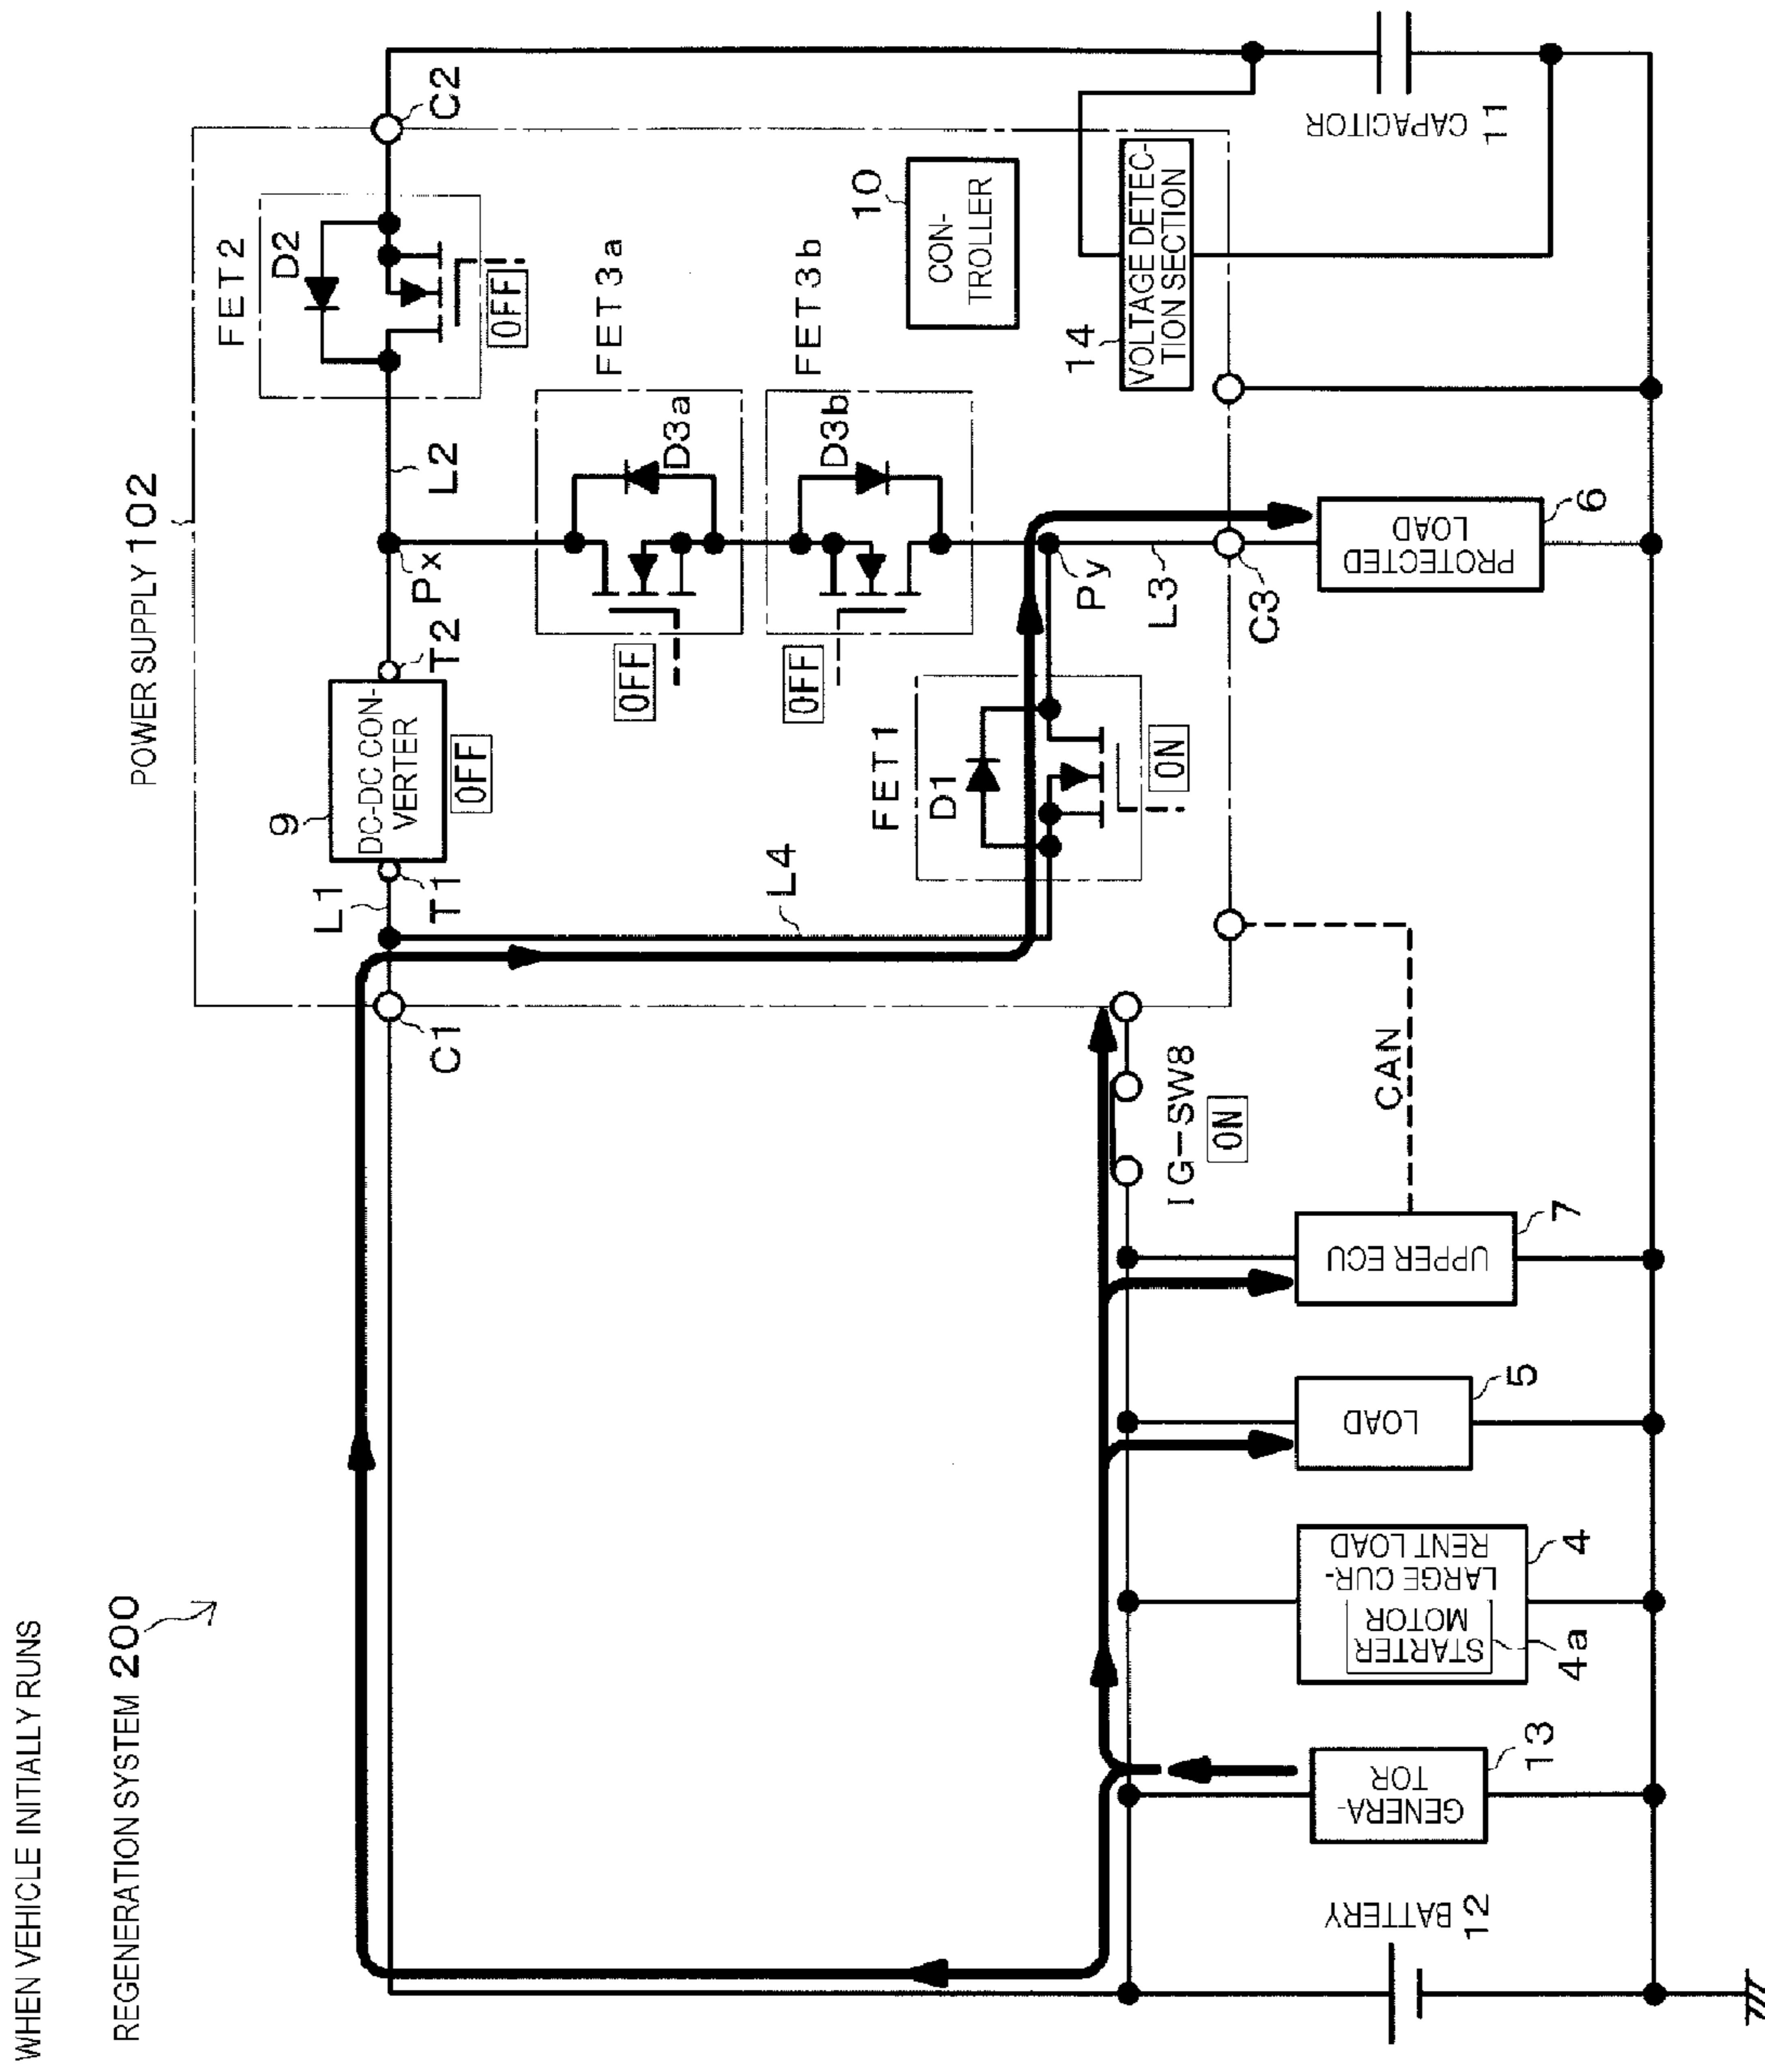 WHEN VEHICLE INITIALLY RUNS
REGENERATION SYSTEM 200
POWER SUPPLY 102
L1
9
DC-DC CON-
VERTER
OFF
T1
T2
Px
L2
FET2
D2
OFF
C2
C1
L4
FET3a
D3a
OFF
FET3b
D3b
OFF
10
CON-
TROLLER
FET1
D1
ON
Py
L3
C3
14
VOLTAGE DETEC-
TION SECTION
IG-SW8
ON
CAN
BATTERY
12
GENERA-
TOR
13
STARTER
MOTOR
4a
LARGE CUR-
RENT LOAD
4
LOAD
5
UPPER ECU
7
PROTECTED
LOAD
6
CAPACITOR
11